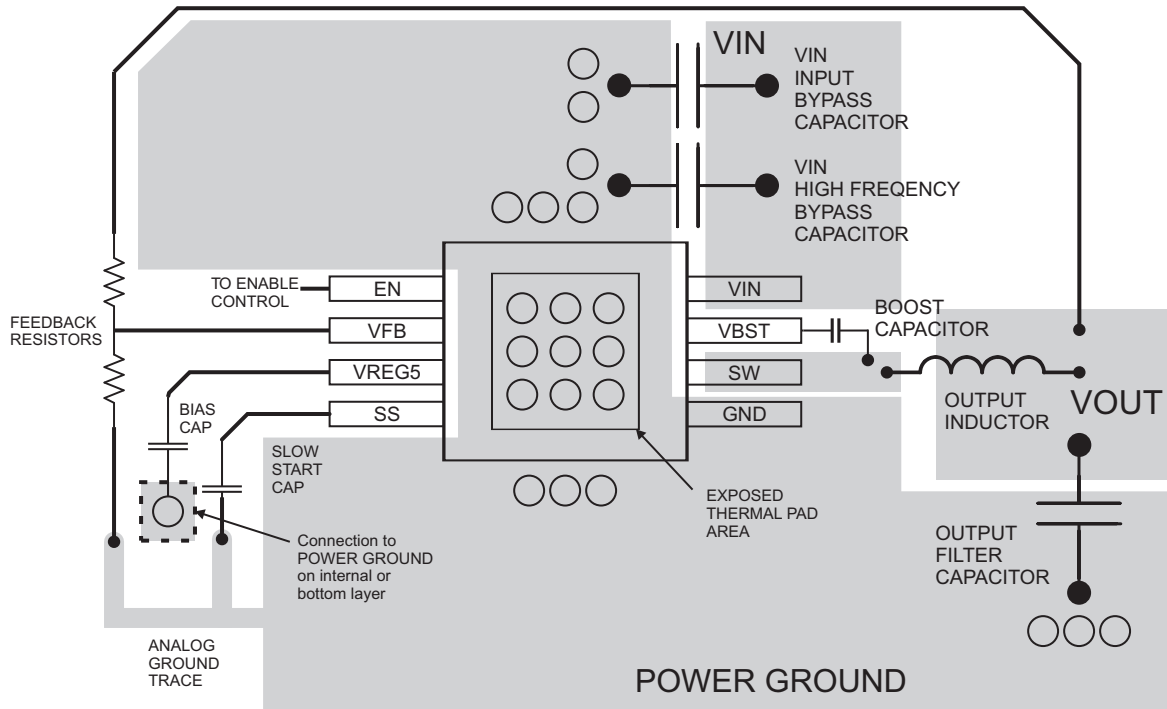 VIN
VIN
INPUT
BYPASS
CAPACITOR
VIN
HIGH FREQENCY
BYPASS
CAPACITOR
TO ENABLE
CONTROL
EN
VIN
FEEDBACK
RESISTORS
VFB
VBST
BOOST
CAPACITOR
VREG5
SW
OUTPUT
INDUCTOR
VOUT
BIAS
CAP
SS
GND
SLOW
START
CAP
EXPOSED
THERMAL PAD
AREA
Connection to
POWER GROUND
on internal or
bottom layer
OUTPUT
FILTER
CAPACITOR
ANALOG
GROUND
TRACE
POWER GROUND